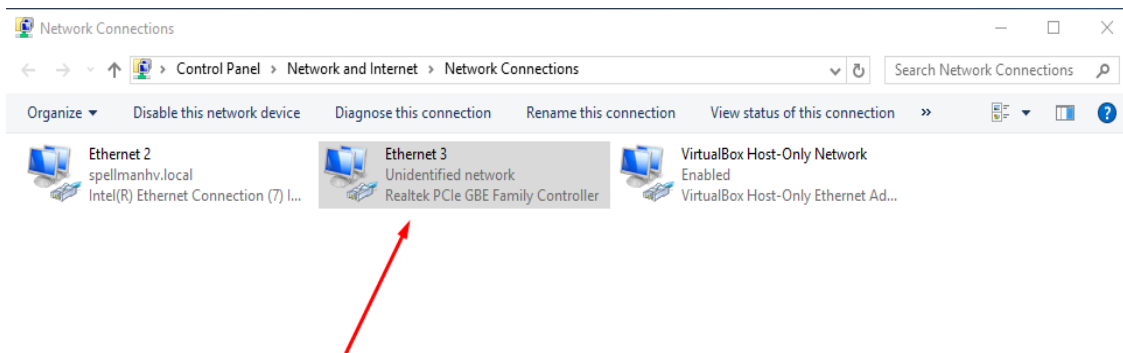 Network Connections
Control Panel > Network and Internet > Network Connections
Search Network Connections
Organize
Disable this network device
Diagnose this connection
Rename this connection
View status of this connection
»
Ethernet 2
spellmanhv.local
Intel(R) Ethernet Connection (7) I...
Ethernet 3
Unidentified network
Realtek PCIe GBE Family Controller
VirtualBox Host-Only Network
Enabled
VirtualBox Host-Only Ethernet Ad...